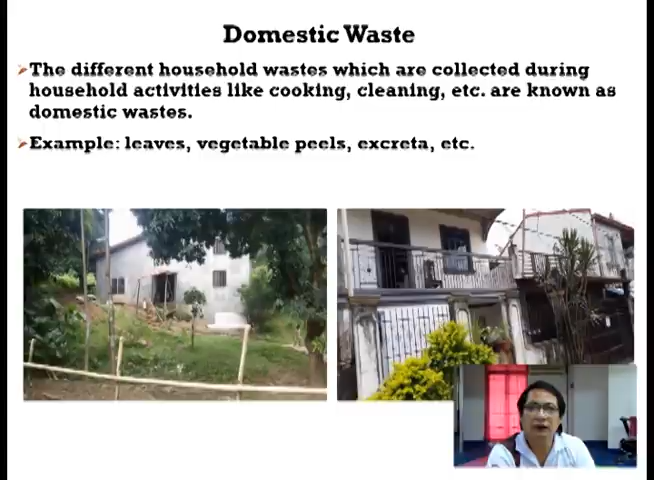 Domestic Waste
The different household wastes which are collected during
household activities like cooking, cleaning, etc. are known as
domestic wastes.
Example: leaves, vegetable peels, excreta, etc.